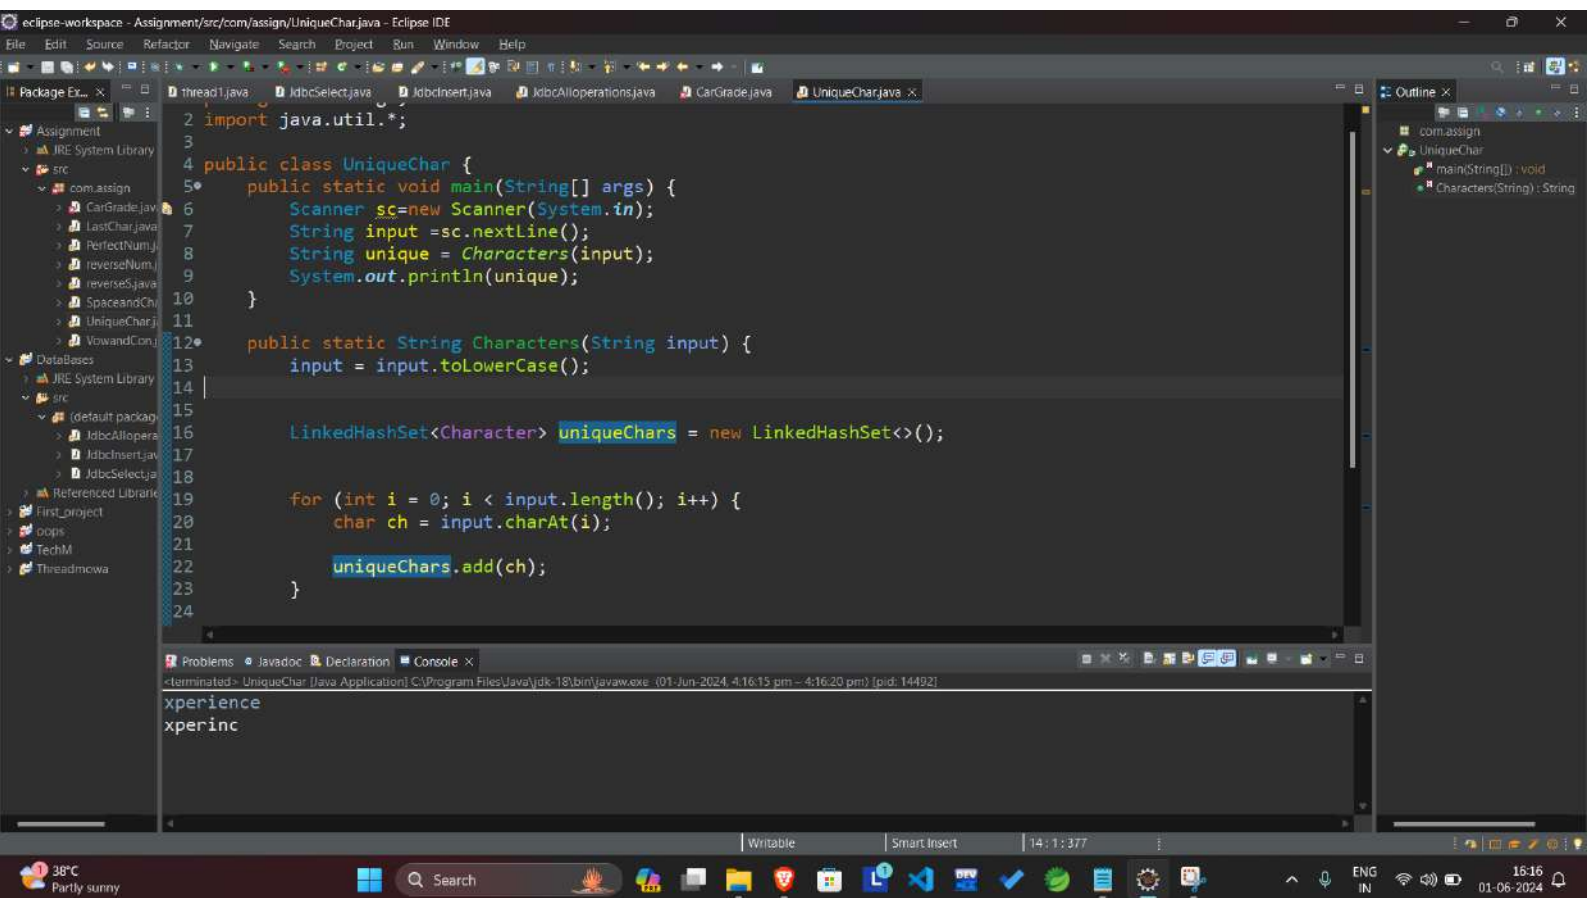 eclipse-workspace - Assignment/src/com/assign/UniqueChar.java - Eclipse IDE
File Edit Source Refactor Navigate Search Project Run Window Help
Package Ex...
thread1.java JdbcSelect.java JdbcInsert.java JdbcAlloperations.java CarGrade.java UniqueChar.java
Outline
Assignment
JRE System Library
src
com.assign
CarGrade.jav
LastChar.java
PerfectNum.j
reverseNum.j
reverseS.java
SpaceandCha
UniqueChar.j
VowandCon.j
DataBases
JRE System Library
src
(default packag
JdbcAllopera
JdbcInsert.jav
JdbcSelect.ja
Referenced Librarie
First_project
oops
TechM
Threadmowa
2 import java.util.*;
3
4 public class UniqueChar {
5 public static void main(String[] args) {
6 Scanner sc=new Scanner(System.in);
7 String input =sc.nextLine();
8 String unique = Characters(input);
9 System.out.println(unique);
10 }
11
12 public static String Characters(String input) {
13 input = input.toLowerCase();
14
15
16 LinkedHashSet<Character> uniqueChars = new LinkedHashSet<>();
17
18
19 for (int i = 0; i < input.length(); i++) {
20 char ch = input.charAt(i);
21
22 uniqueChars.add(ch);
23 }
24
com.assign
UniqueChar
main(String[]) : void
Characters(String) : String
Problems Javadoc Declaration Console
<terminated> UniqueChar [Java Application] C:\Program Files\Java\jdk-18\bin\javaw.exe (01-Jun-2024, 4:16:15 pm – 4:16:20 pm) [pid: 14492]
xperience
xperinc
Writable Smart Insert 14 : 1 : 377
1
38°C
Partly sunny
Search
ENG
IN
16:16
01-06-2024